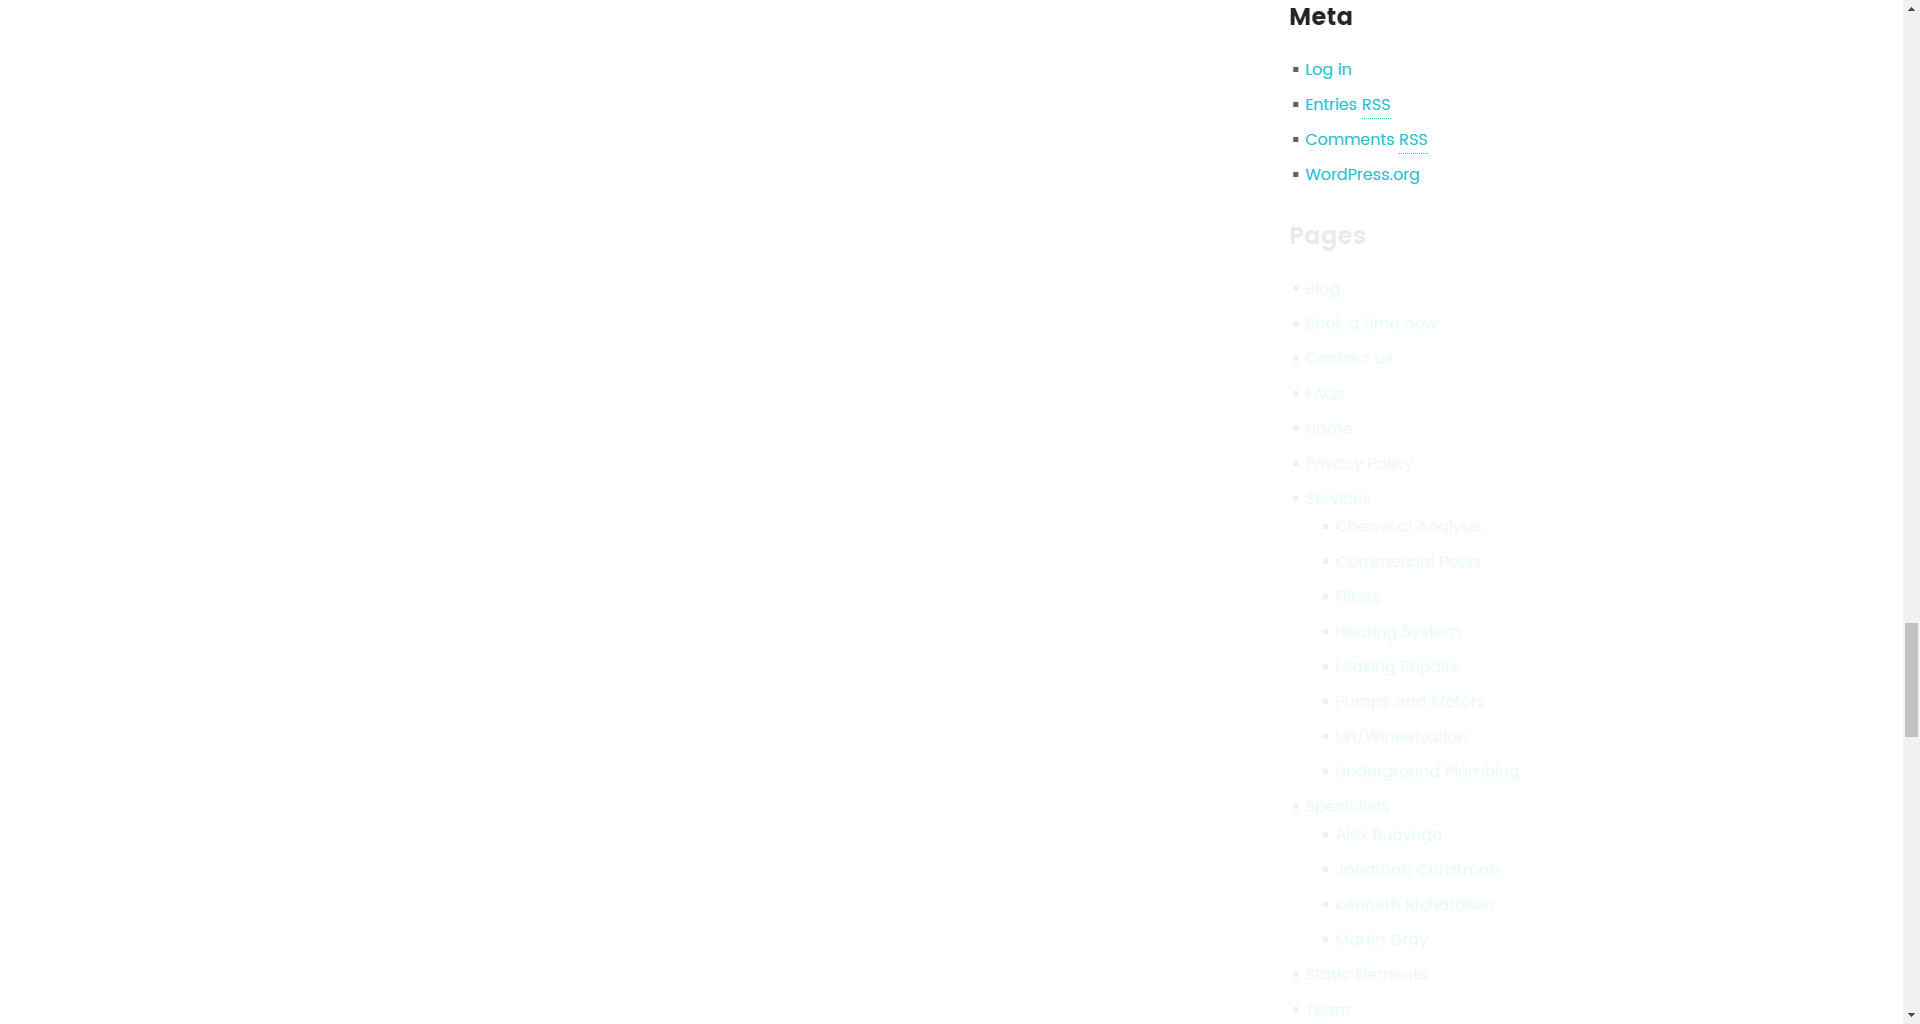 Meta
Log in
Entries RSS
Comments RSS
WordPress.org
Pages
Blog
Book a time now
Contact us
FAQs
Home
Privacy Policy
Services
Chemical Analysis
Commercial Pools
Filters
Heating System
Leaking Repairs
Pumps and Motors
Un/Winterization
Underground Plumbing
Specialists
Alex Buoyega
Jonathan Christman
Kenneth Richardson
Martin Gray
Static Elements
Team